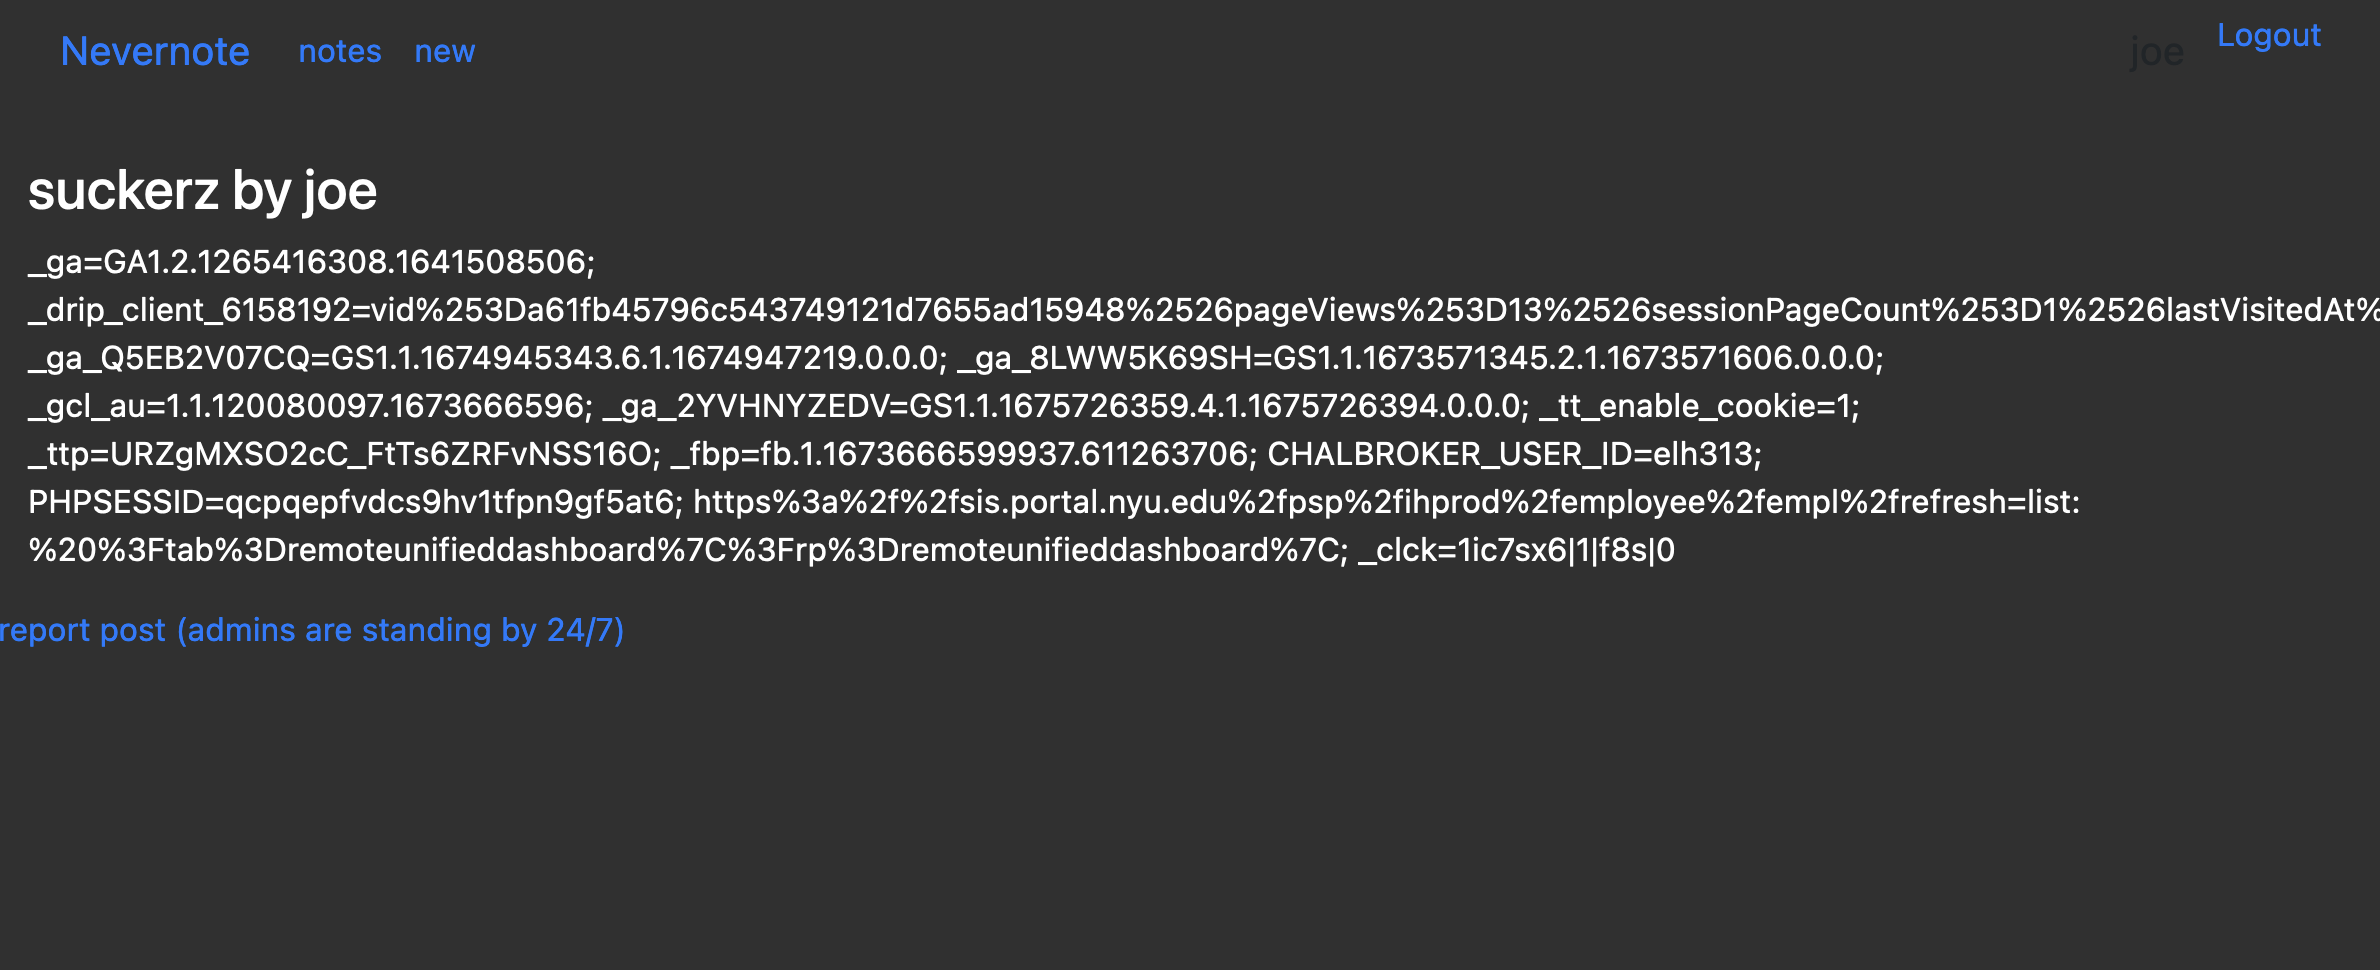 Nevernote notes new joe Logout
suckerz by joe
_ga=GA1.2.1265416308.1641508506;
_drip_client_6158192=vid%253Da61fb45796c543749121d7655ad15948%2526pageViews%253D13%2526sessionPageCount%253D1%2526lastVisitedAt%
_ga_Q5EB2V07CQ=GS1.1.1674945343.6.1.1674947219.0.0.0; _ga_8LWW5K69SH=GS1.1.1673571345.2.1.1673571606.0.0.0;
_gcl_au=1.1.120080097.1673666596; _ga_2YVHNYZEDV=GS1.1.1675726359.4.1.1675726394.0.0.0; _tt_enable_cookie=1;
_ttp=URZgMXSO2cC_FtTs6ZRFvNSS16O; _fbp=fb.1.1673666599937.611263706; CHALBROKER_USER_ID=elh313;
PHPSESSID=qcpqepfvdcs9hv1tfpn9gf5at6; https%3a%2f%2fsis.portal.nyu.edu%2fpsp%2fihprod%2femployee%2fempl%2frefresh=list:
%20%3Ftab%3Dremoteunifieddashboard%7C%3Frp%3Dremoteunifieddashboard%7C; _clck=1ic7sx6|1|f8s|0
report post (admins are standing by 24/7)